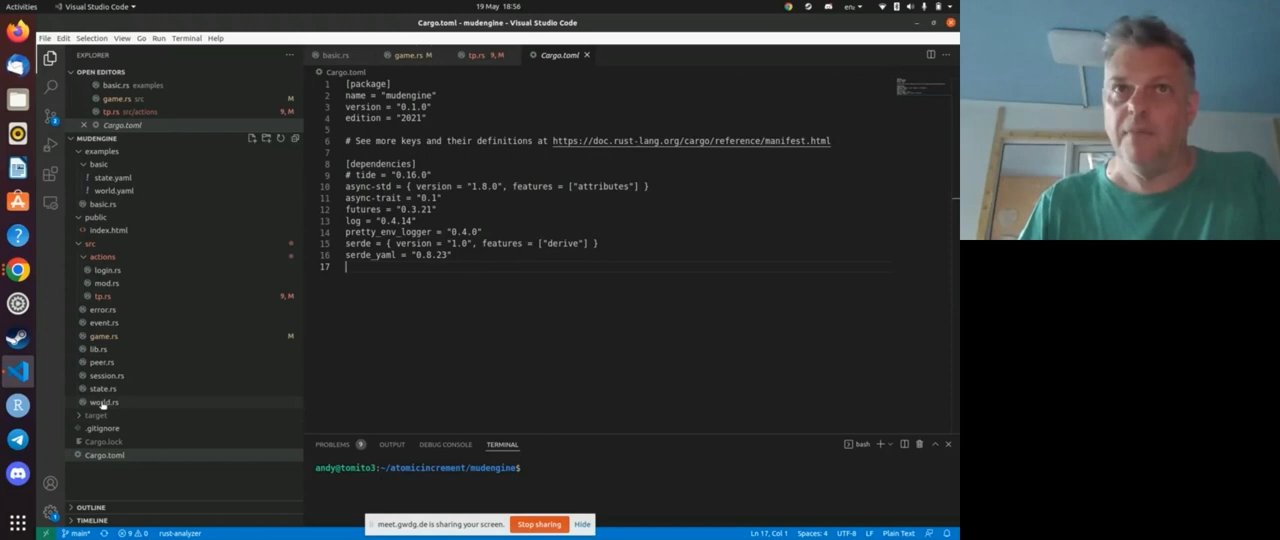 Activities
Visual Studio Code
19 May 18:56
en
Cargo.toml - mudengine - Visual Studio Code
File Edit Selection View Go Run Terminal Help
EXPLORER
OPEN EDITORS
basic.rs examples
game.rs src M
tp.rs src/actions 9, M
Cargo.toml
MUDENGINE
examples
basic
state.yaml
world.yaml
basic.rs
public
index.html
src
actions
login.rs
mod.rs
tp.rs 9, M
error.rs
event.rs
game.rs M
lib.rs
peer.rs
session.rs
state.rs
world.rs
target
.gitignore
Cargo.lock
Cargo.toml
OUTLINE
TIMELINE
basic.rs game.rs M tp.rs 9, M Cargo.toml
Cargo.toml
1 [package]
2 name = "mudengine"
3 version = "0.1.0"
4 edition = "2021"
5
6 # See more keys and their definitions at https://doc.rust-lang.org/cargo/reference/manifest.html
7
8 [dependencies]
9 # tide = "0.16.0"
10 async-std = { version = "1.8.0", features = ["attributes"] }
11 async-trait = "0.1"
12 futures = "0.3.21"
13 log = "0.4.14"
14 pretty_env_logger = "0.4.0"
15 serde = { version = "1.0", features = ["derive"] }
16 serde_yaml = "0.8.23"
17
PROBLEMS 9 OUTPUT DEBUG CONSOLE TERMINAL
bash
andy@tomito3:~/atomicincrement/mudengine$
meet.gwdg.de is sharing your screen. Stop sharing Hide
main* 9 0 rust-analyzer
Ln 17, Col 1 Spaces: 4 UTF-8 LF Plain Text